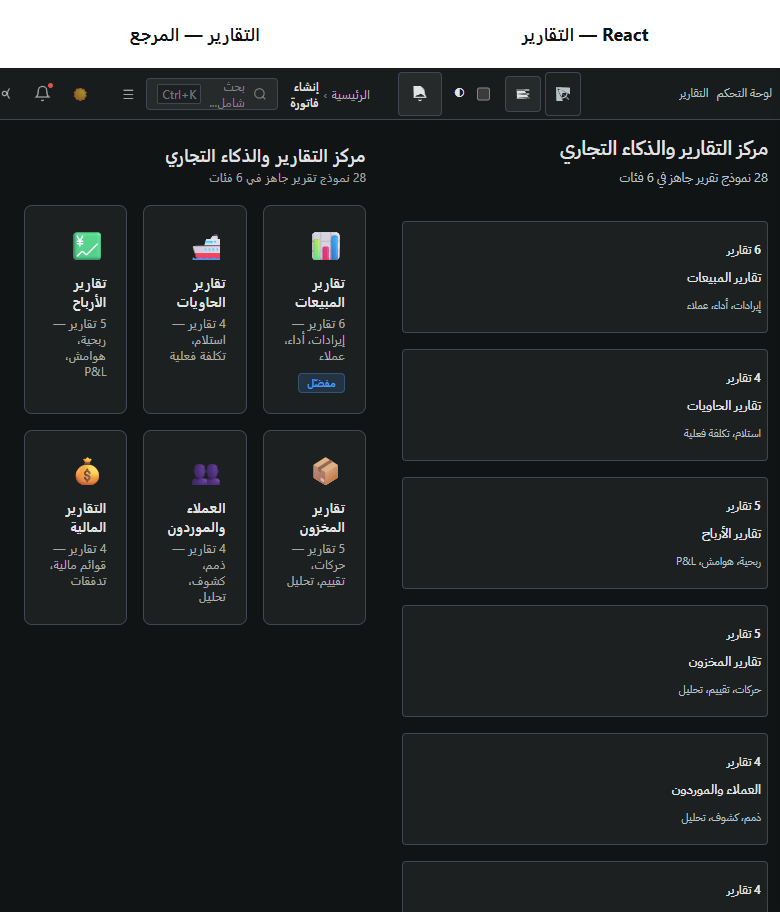 React — التقارير
لوحة التحكم التقارير
مركز التقارير والذكاء التجاري
28 نموذج تقرير جاهز في 6 فئات
6 تقارير
تقارير المبيعات
إيرادات، أداء، عملاء
4 تقارير
تقارير الحاويات
استلام، تكلفة فعلية
5 تقارير
تقارير الأرباح
ربحية، هوامش، P&L
5 تقارير
تقارير المخزون
حركات، تقييم، تحليل
4 تقارير
العملاء والموردون
ذمم، كشوف، تحليل
4 تقارير
التقارير — المرجع
الرئيسية › إنشاء
فاتورة
بحث
شامل...
Ctrl+K
مركز التقارير والذكاء التجاري
28 نموذج تقرير جاهز في 6 فئات
تقارير
المبيعات
6 تقارير —
إيرادات، أداء،
عملاء
مفضّل
تقارير
الحاويات
4 تقارير —
استلام،
تكلفة فعلية
تقارير
الأرباح
5 تقارير —
ربحية،
هوامش،
P&L
تقارير
المخزون
5 تقارير —
حركات،
تقييم، تحليل
العملاء
والموردون
4 تقارير —
ذمم،
كشوف،
تحليل
التقارير
المالية
4 تقارير —
قوائم مالية،
تدفقات